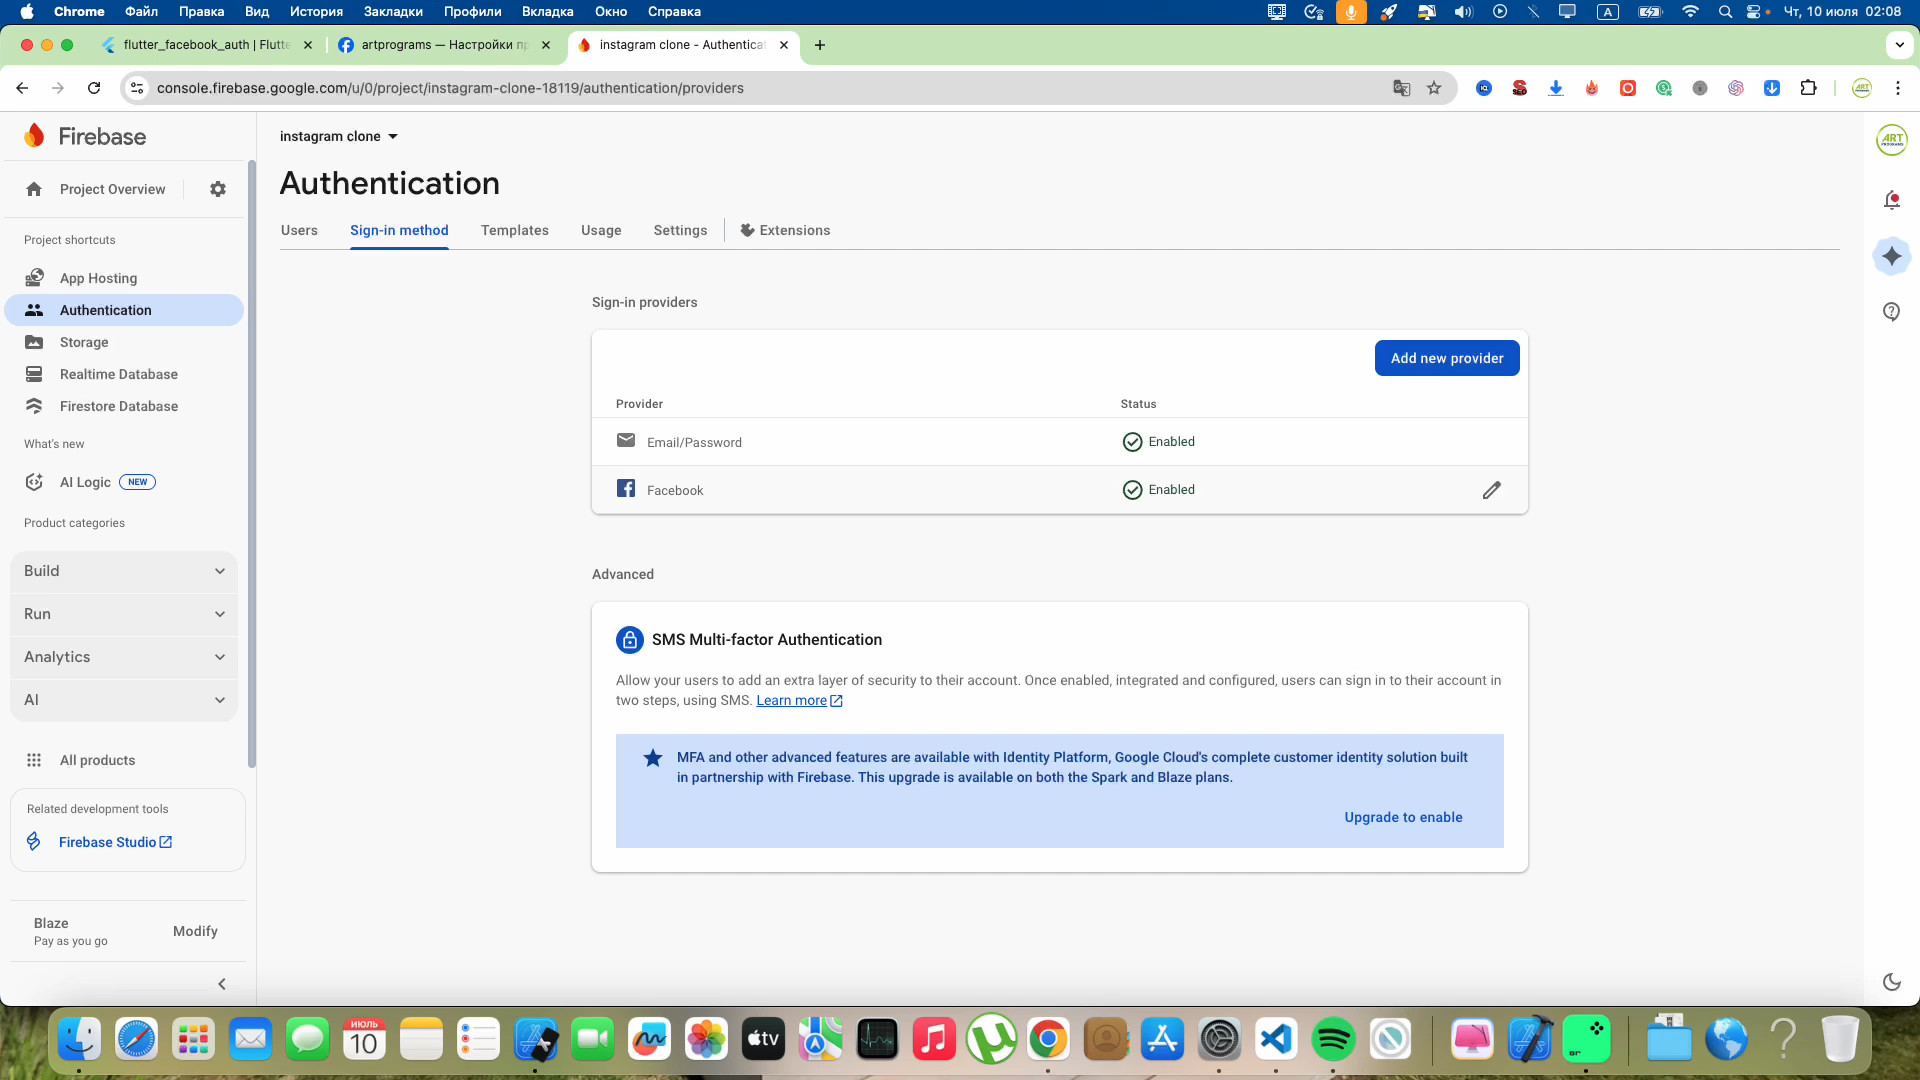 Chrome Файл Правка Вид История Закладки Профили Вкладка Окно Справка
A Чт, 10 июля 02:08
flutter_facebook_auth | Flutte
artprograms — Настройки пр
instagram clone - Authenticat
console.firebase.google.com/u/0/project/instagram-clone-18119/authentication/providers
Firebase
instagram clone
Project Overview
Authentication
Users Sign-in method Templates Usage Settings Extensions
Project shortcuts
App Hosting
Authentication
Storage
Realtime Database
Firestore Database
What's new
AI Logic NEW
Product categories
Build
Run
Analytics
AI
All products
Related development tools
Firebase Studio
Blaze
Pay as you go
Modify
Sign-in providers
Add new provider
Provider Status
Email/Password Enabled
Facebook Enabled
Advanced
SMS Multi-factor Authentication
Allow your users to add an extra layer of security to their account. Once enabled, integrated and configured, users can sign in to their account in
two steps, using SMS. Learn more
MFA and other advanced features are available with Identity Platform, Google Cloud's complete customer identity solution built
in partnership with Firebase. This upgrade is available on both the Spark and Blaze plans.
Upgrade to enable
ART
PROGRAMS
ИЮЛЬ
10
tv